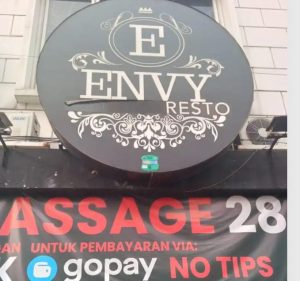 E
ENVY
RESTO
ASSAGE 28
UNTUK PEMBAYARAN VIA:
gopay NO TIPS